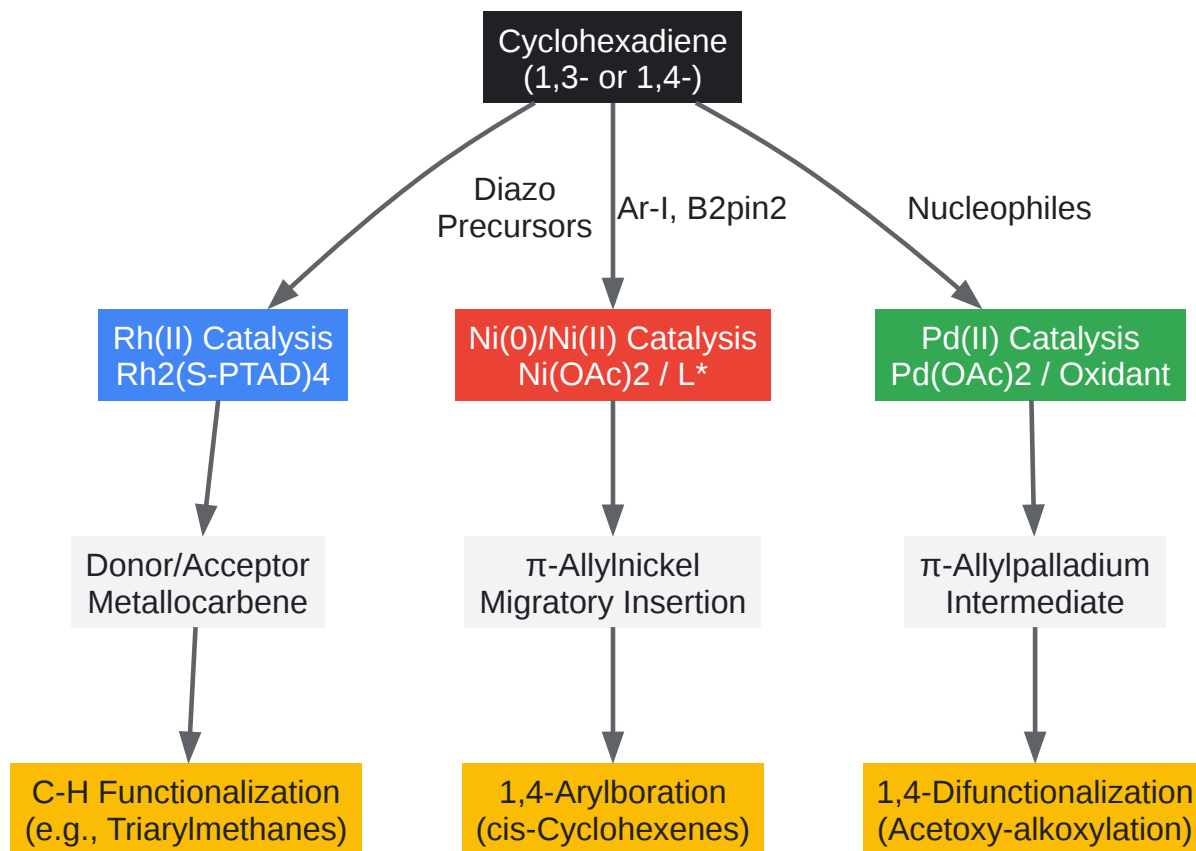 Cyclohexadiene
(1,3- or 1,4-)
Diazo
Precursors
Ar-I, B2pin2
Nucleophiles
Rh(II) Catalysis
Rh2(S-PTAD)4
Ni(0)/Ni(II) Catalysis
Ni(OAc)2 / L*
Pd(II) Catalysis
Pd(OAc)2 / Oxidant
Donor/Acceptor
Metallocarbene
π-Allylnickel
Migratory Insertion
π-Allylpalladium
Intermediate
C-H Functionalization
(e.g., Triarylmethanes)
1,4-Arylboration
(cis-Cyclohexenes)
1,4-Difunctionalization
(Acetoxy-alkoxylation)